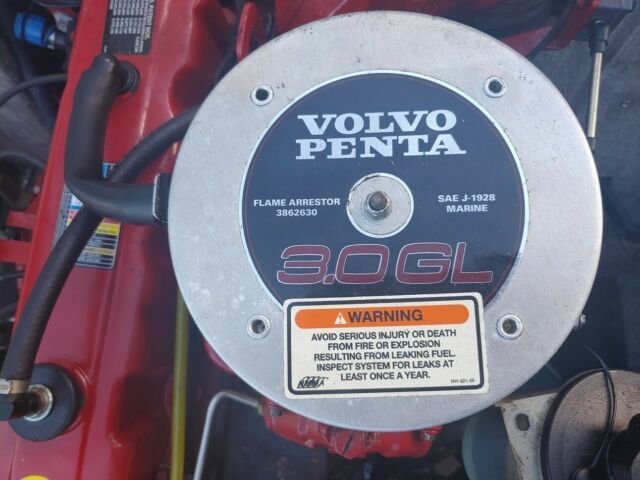 VOLVO
PENTA
FLAME ARRESTOR
3862630
SAE J-1928
MARINE
3.0GL
WARNING
AVOID SERIOUS INJURY OR DEATH
FROM FIRE OR EXPLOSION
RESULTING FROM LEAKING FUEL.
INSPECT SYSTEM FOR LEAKS AT
LEAST ONCE A YEAR.
NMMA